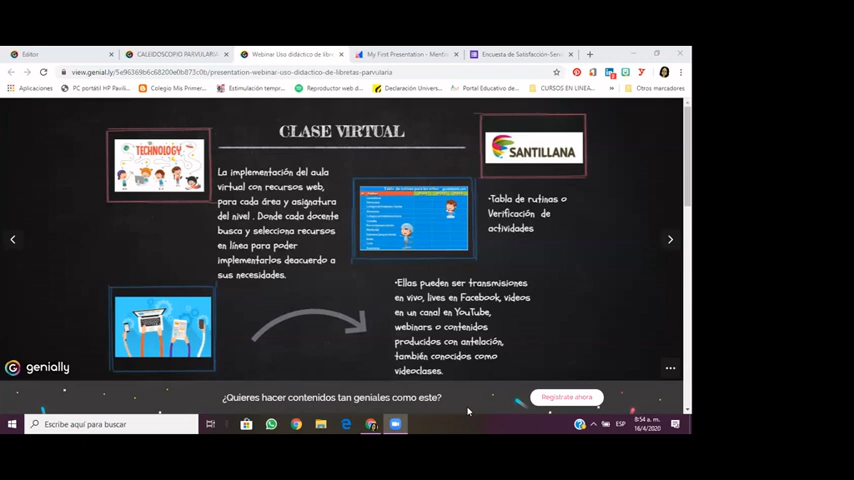 Editor
CALEIDOSCOPIO PARVULARIA
Webinar Uso didáctico de libre
My First Presentation - Menti
Encuesta de Satisfacción-Ser
view.genial.ly/5e96369b6c68200e0b873c0b/presentation-webinar-uso-didactico-de-libretas-parvularia
Aplicaciones
PC portátil HP Pavili...
Colegio Mis Primer...
Estimulación tempr...
Reproductor web d...
Declaración Univers...
Portal Educativo de...
CURSOS EN LINEA...
Otros marcadores
CLASE VIRTUAL
TECHNOLOGY
SANTILLANA
La implementación del aula
virtual con recursos web,
para cada área y asignatura
del nivel . Donde cada docente
busca y selecciona recursos
en línea para poder
implementarlos deacuerdo a
sus necesidades.
•Tabla de rutinas o
Verificación de
actividades
•Ellas pueden ser transmisiones
en vivo, lives en Facebook, videos
en un canal en YouTube,
webinars o contenidos
producidos con antelación,
también conocidos como
videoclases.
genially
¿Quieres hacer contenidos tan geniales como este?
Regístrate ahora
Escribe aquí para buscar
ESP
8:54 a. m.
16/4/2020